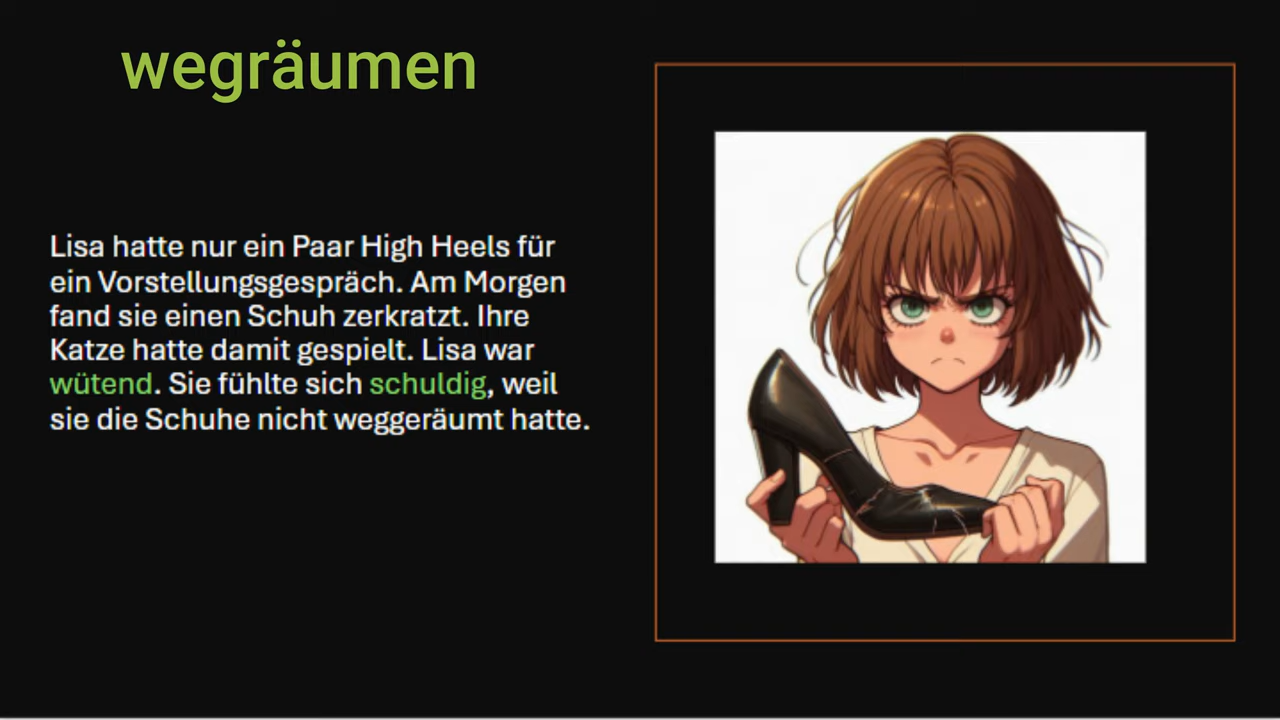 wegräumen
Lisa hatte nur ein Paar High Heels für
ein Vorstellungsgespräch. Am Morgen
fand sie einen Schuh zerkratzt. Ihre
Katze hatte damit gespielt. Lisa war
wütend. Sie fühlte sich schuldig, weil
sie die Schuhe nicht weggeräumt hatte.